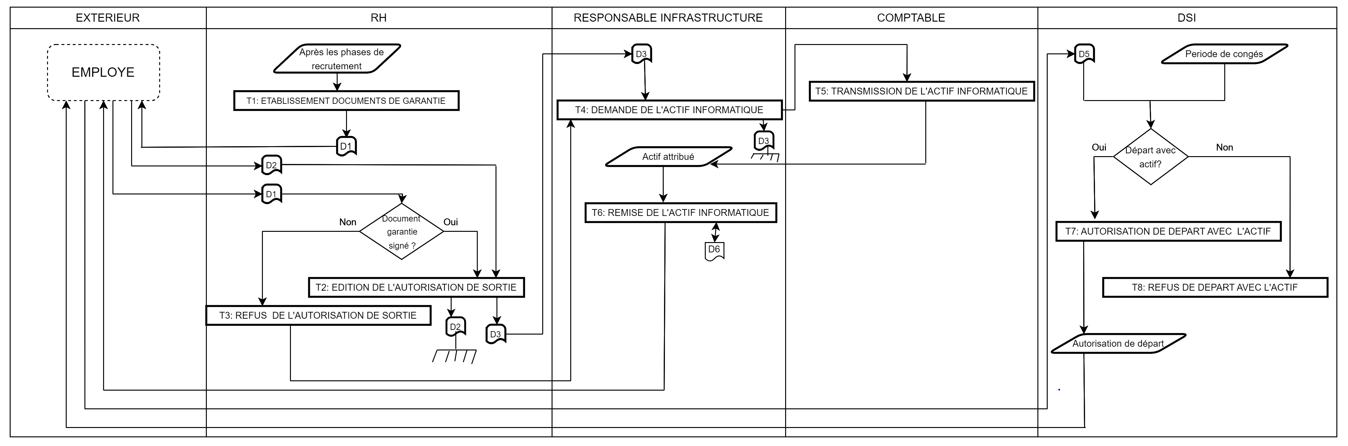 EXTERIEUR
RH
RESPONSABLE INFRASTRUCTURE
COMPTABLE
DSI
EMPLOYE
Après les phases de
recrutement
T1: ETABLISSEMENT DOCUMENTS DE GARANTIE
D1
D2
D1
Non
Document
garantie
signé ?
Oui
T2: EDITION DE L'AUTORISATION DE SORTIE
T3: REFUS DE L'AUTORISATION DE SORTIE
D2
D3
D3
T4: DEMANDE DE L'ACTIF INFORMATIQUE
D3
Actif attribué
T6: REMISE DE L'ACTIF INFORMATIQUE
D6
T5: TRANSMISSION DE L'ACTIF INFORMATIQUE
D5
Periode de congés
Oui
Départ avec
actif?
Non
T7: AUTORISATION DE DEPART AVEC L'ACTIF
T8: REFUS DE DEPART AVEC L'ACTIF
Autorisation de départ